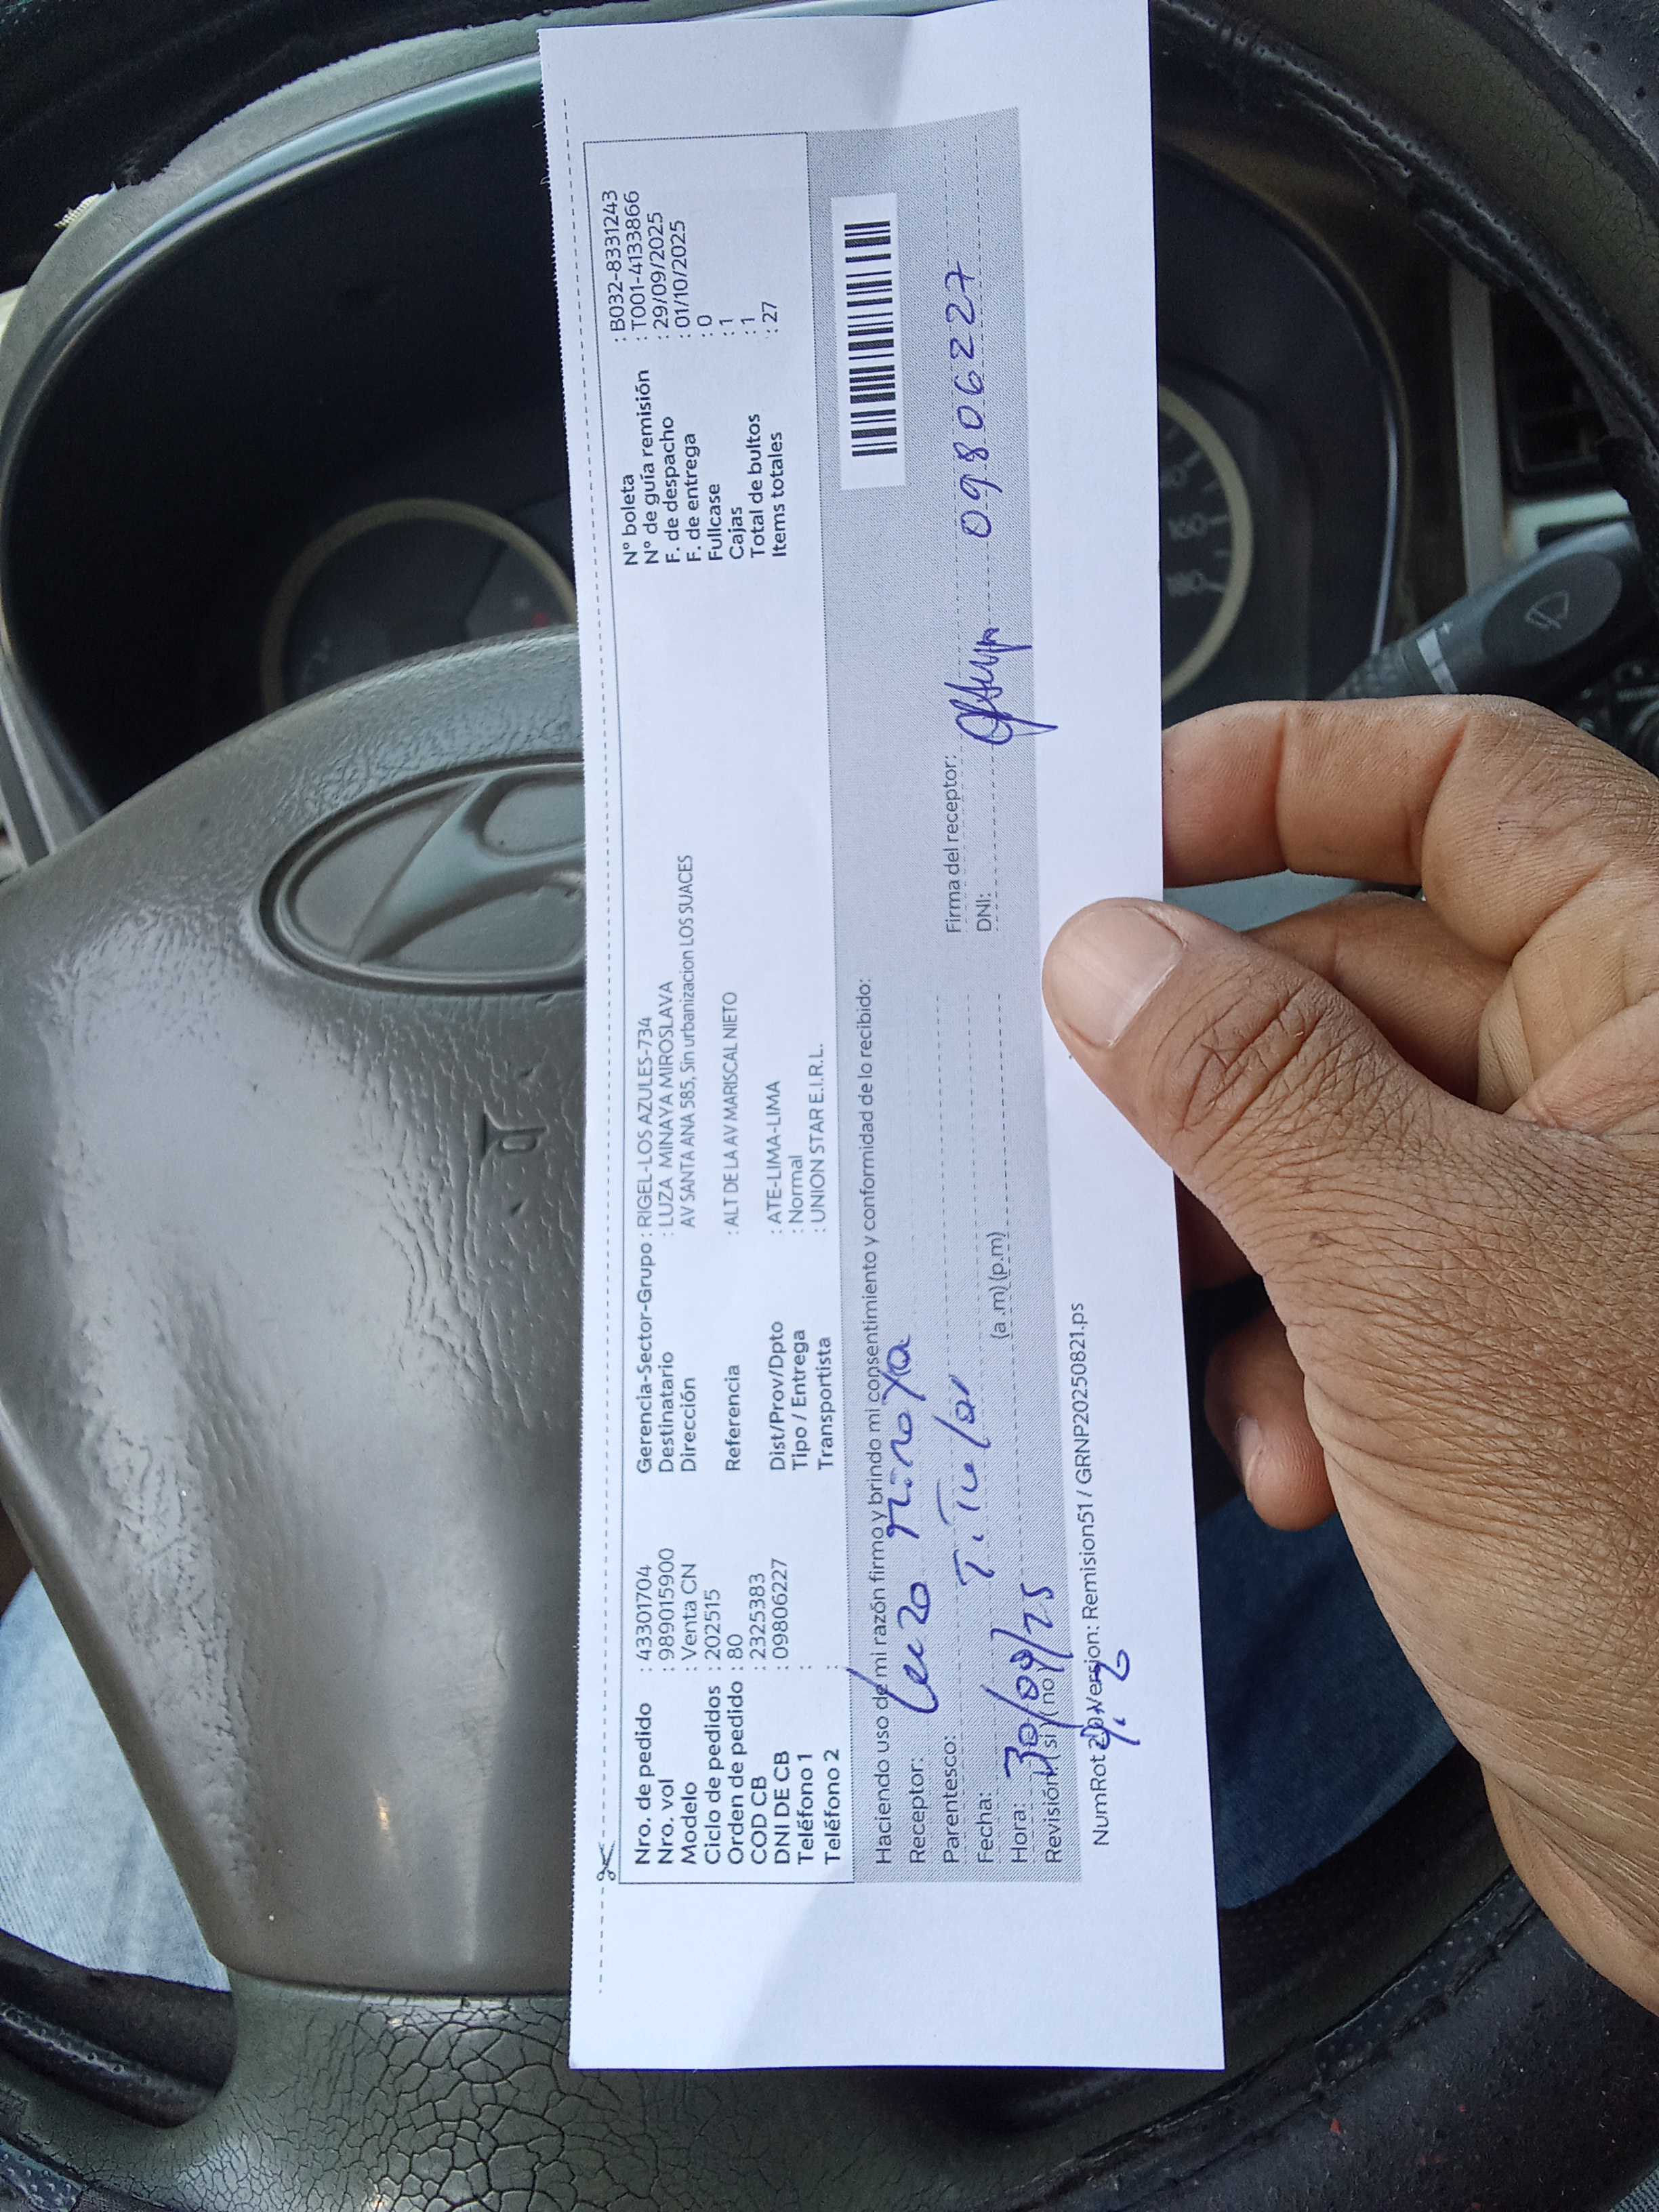 Nro. de pedido : 43301704
Nro. vol : 989015900
Modelo : Venta CN
Ciclo de pedidos : 202515
Orden de pedido : 80
COD CB : 2325383
DNI DE CB : 09806227
Teléfono 1 :
Teléfono 2 :
Gerencia-Sector-Grupo : RIGEL-LOS AZULES-734
Destinatario : LUZA MINAYA MIROSLAVA
Dirección AV SANTA ANA 585, Sin urbanizacion LOS SUACES
Referencia : ALT DE LA AV MARISCAL NIETO
Dist/Prov/Dpto : ATE-LIMA-LIMA
Tipo / Entrega : Normal
Transportista : UNION STAR E.I.R.L.
N° boleta : B032-8331243
N° de guía remisión : T001-4133866
F. de despacho : 29/09/2025
F. de entrega : 01/10/2025
Fullcase : 0
Cajas : 1
Total de bultos : 1
Items totales : 27
Haciendo uso de mi razón firmo y brindo mi consentimiento y conformidad de lo recibido:
Receptor: Luza Minaya
Parentesco: Titular
Fecha: 30/09/25
Hora: (a.m) (p.m)
Revisión (si) (no)
Firma del receptor:
DNI: 09806227
Version: Remision51 / GRNP20250821.ps
160
180